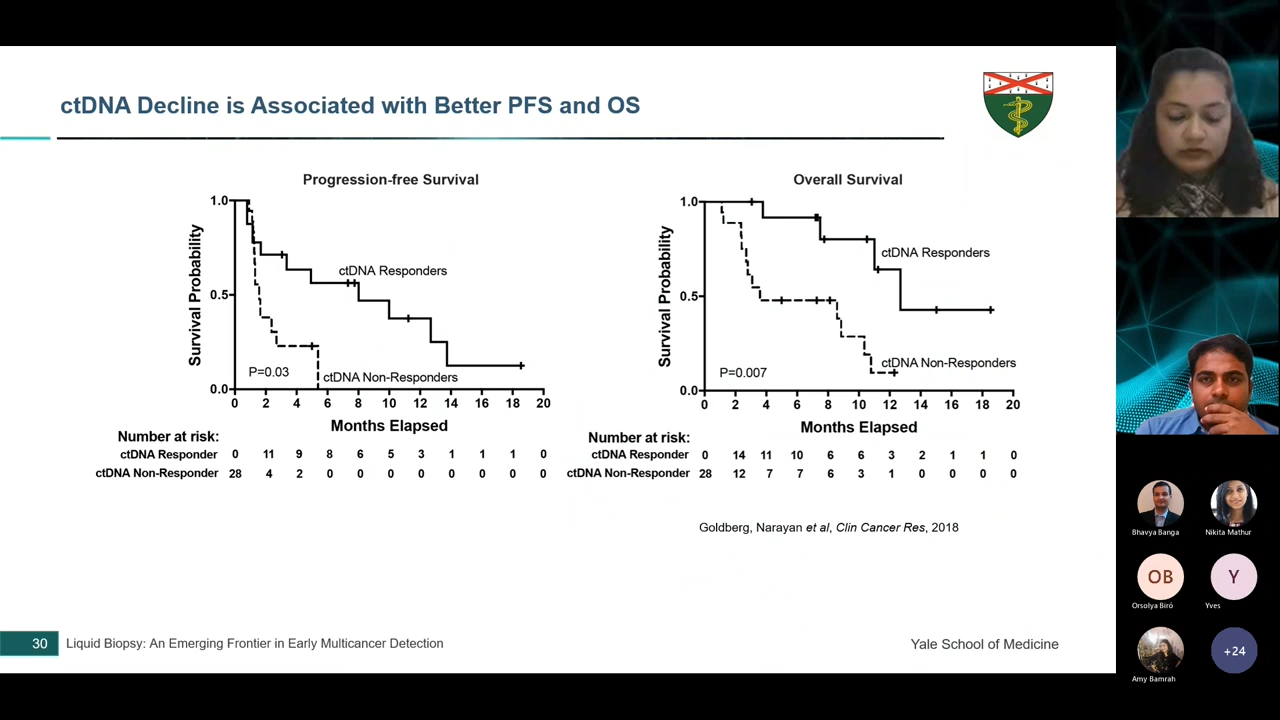 ctDNA Decline is Associated with Better PFS and OS
Progression-free Survival
Survival Probability
1.0
0.5
0.0
ctDNA Responders
ctDNA Non-Responders
P=0.03
0 2 4 6 8 10 12 14 16 18 20
Months Elapsed
Number at risk:
ctDNA Responder 0 11 9 8 6 5 3 1 1 1 0
ctDNA Non-Responder 28 4 2 0 0 0 0 0 0 0 0
Overall Survival
Survival Probability
1.0
0.5
0.0
ctDNA Responders
ctDNA Non-Responders
P=0.007
0 2 4 6 8 10 12 14 16 18 20
Months Elapsed
Number at risk:
ctDNA Responder 0 14 11 10 6 6 3 2 1 1 0
ctDNA Non-Responder 28 12 7 7 6 3 1 0 0 0 0
Goldberg, Narayan et al, Clin Cancer Res, 2018
30 Liquid Biopsy: An Emerging Frontier in Early Multicancer Detection
Yale School of Medicine
Bhavya Banga
Nikita Mathur
OB
Y
Orsolya Biró
Yves
+24
Amy Bamrah